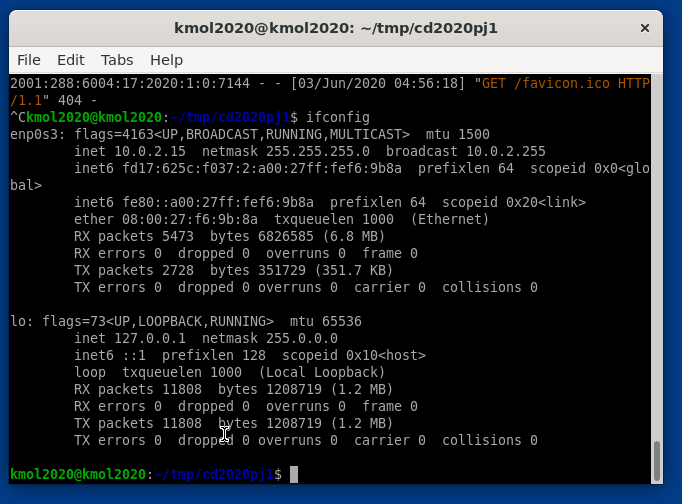 kmol2020@kmol2020: ~/tmp/cd2020pj1
×
File Edit Tabs Help
2001:288:6004:17:2020:1:0:7144 - - [03/Jun/2020 04:56:18] "GET /favicon.ico HTTP
/1.1" 404 -
^Ckmol2020@kmol2020:~/tmp/cd2020pj1$ ifconfig
enp0s3: flags=4163<UP,BROADCAST,RUNNING,MULTICAST>  mtu 1500
        inet 10.0.2.15  netmask 255.255.255.0  broadcast 10.0.2.255
        inet6 fd17:625c:f037:2:a00:27ff:fef6:9b8a  prefixlen 64  scopeid 0x0<glo
bal>
        inet6 fe80::a00:27ff:fef6:9b8a  prefixlen 64  scopeid 0x20<link>
        ether 08:00:27:f6:9b:8a  txqueuelen 1000  (Ethernet)
        RX packets 5473  bytes 6826585 (6.8 MB)
        RX errors 0  dropped 0  overruns 0  frame 0
        TX packets 2728  bytes 351729 (351.7 KB)
        TX errors 0  dropped 0 overruns 0  carrier 0  collisions 0
lo: flags=73<UP,LOOPBACK,RUNNING>  mtu 65536
        inet 127.0.0.1  netmask 255.0.0.0
        inet6 ::1  prefixlen 128  scopeid 0x10<host>
        loop  txqueuelen 1000  (Local Loopback)
        RX packets 11808  bytes 1208719 (1.2 MB)
        RX errors 0  dropped 0  overruns 0  frame 0
        TX packets 11808  bytes 1208719 (1.2 MB)
        TX errors 0  dropped 0 overruns 0  carrier 0  collisions 0
kmol2020@kmol2020:~/tmp/cd2020pj1$